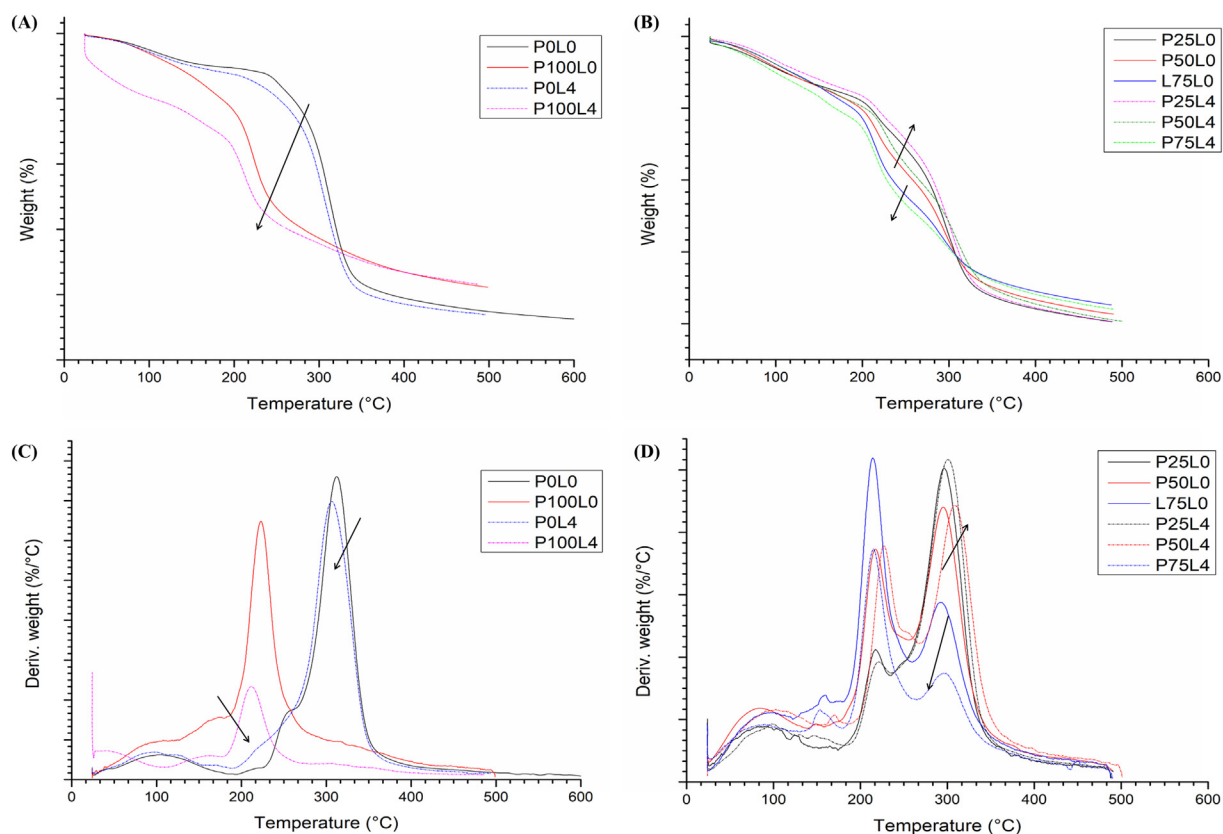 (A)
P0L0
P100L0
P0L4
P100L4
Weight (%)
0 100 200 300 400 500 600
Temperature (°C)
(B)
P25L0
P50L0
L75L0
P25L4
P50L4
P75L4
Weight (%)
0 100 200 300 400 500 600
Temperature (°C)
(C)
P0L0
P100L0
P0L4
P100L4
Deriv. weight (%/°C)
0 100 200 300 400 500 600
Temperature (°C)
(D)
P25L0
P50L0
L75L0
P25L4
P50L4
P75L4
Deriv. weight (%/°C)
0 100 200 300 400 500 600
Temperature (°C)